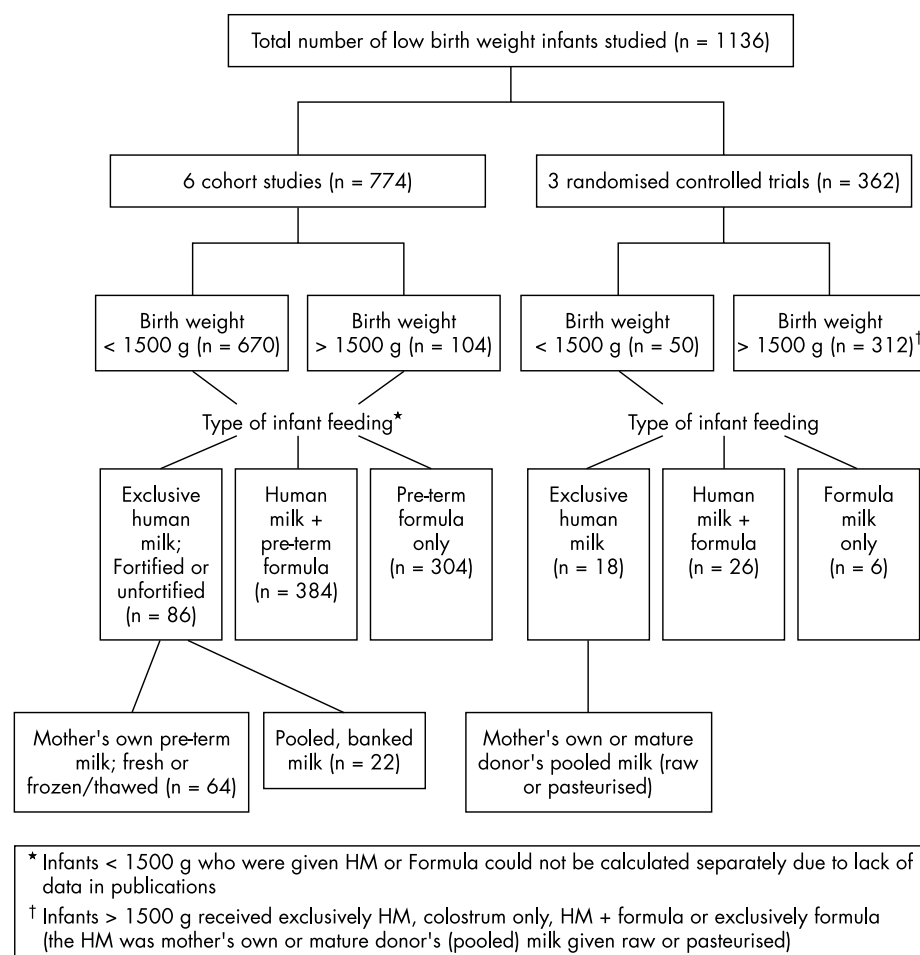 Total number of low birth weight infants studied (n = 1136)
6 cohort studies (n = 774)
3 randomised controlled trials (n = 362)
Birth weight
< 1500 g (n = 670)
Birth weight
> 1500 g (n = 104)
Birth weight
< 1500 g (n = 50)
Birth weight
> 1500 g (n = 312)†
Type of infant feeding★
Type of infant feeding
Exclusive
human
milk;
Fortified or
unfortified
(n = 86)
Human
milk +
pre-term
formula
(n = 384)
Pre-term
formula
only
(n = 304)
Exclusive
human
milk
(n = 18)
Human
milk +
formula
(n = 26)
Formula
milk
only
(n = 6)
Mother's own pre-term
milk; fresh or
frozen/thawed (n = 64)
Pooled, banked
milk (n = 22)
Mother's own or mature
donor's pooled milk (raw
or pasteurised)
★ Infants < 1500 g who were given HM or Formula could not be calculated separately due to lack of
data in publications
† Infants > 1500 g received exclusively HM, colostrum only, HM + formula or exclusively formula
(the HM was mother's own or mature donor's (pooled) milk given raw or pasteurised)